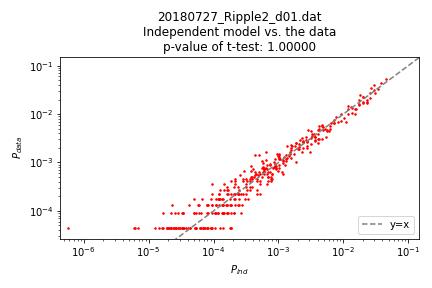 20180727_Ripple2_d01.dat
Independent model vs. the data
p-value of t-test: 1.00000
10⁻¹
10⁻²
10⁻³
10⁻⁴
P_data
y=x
10⁻⁶ 10⁻⁵ 10⁻⁴ 10⁻³ 10⁻² 10⁻¹
P_ind